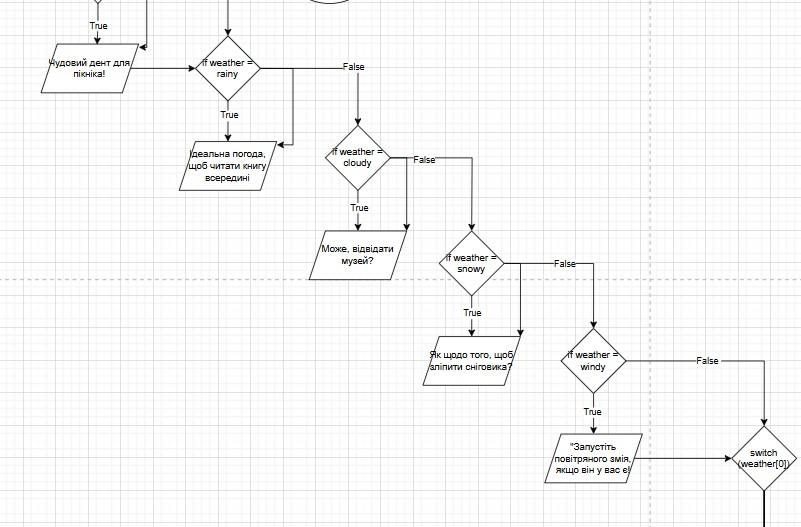 True
Чудовий дент для
пікніка!
if weather =
rainy
False
True
Ідеальна погода,
щоб читати книгу
всередині
if weather =
cloudy
False
True
Може, відвідати
музей?
if weather =
snowy
False
True
Як щодо того, щоб
зліпити сніговика?
if weather =
windy
False
True
"Запустіть
повітряного змія,
якщо він у вас є!
switch
(weather[0])